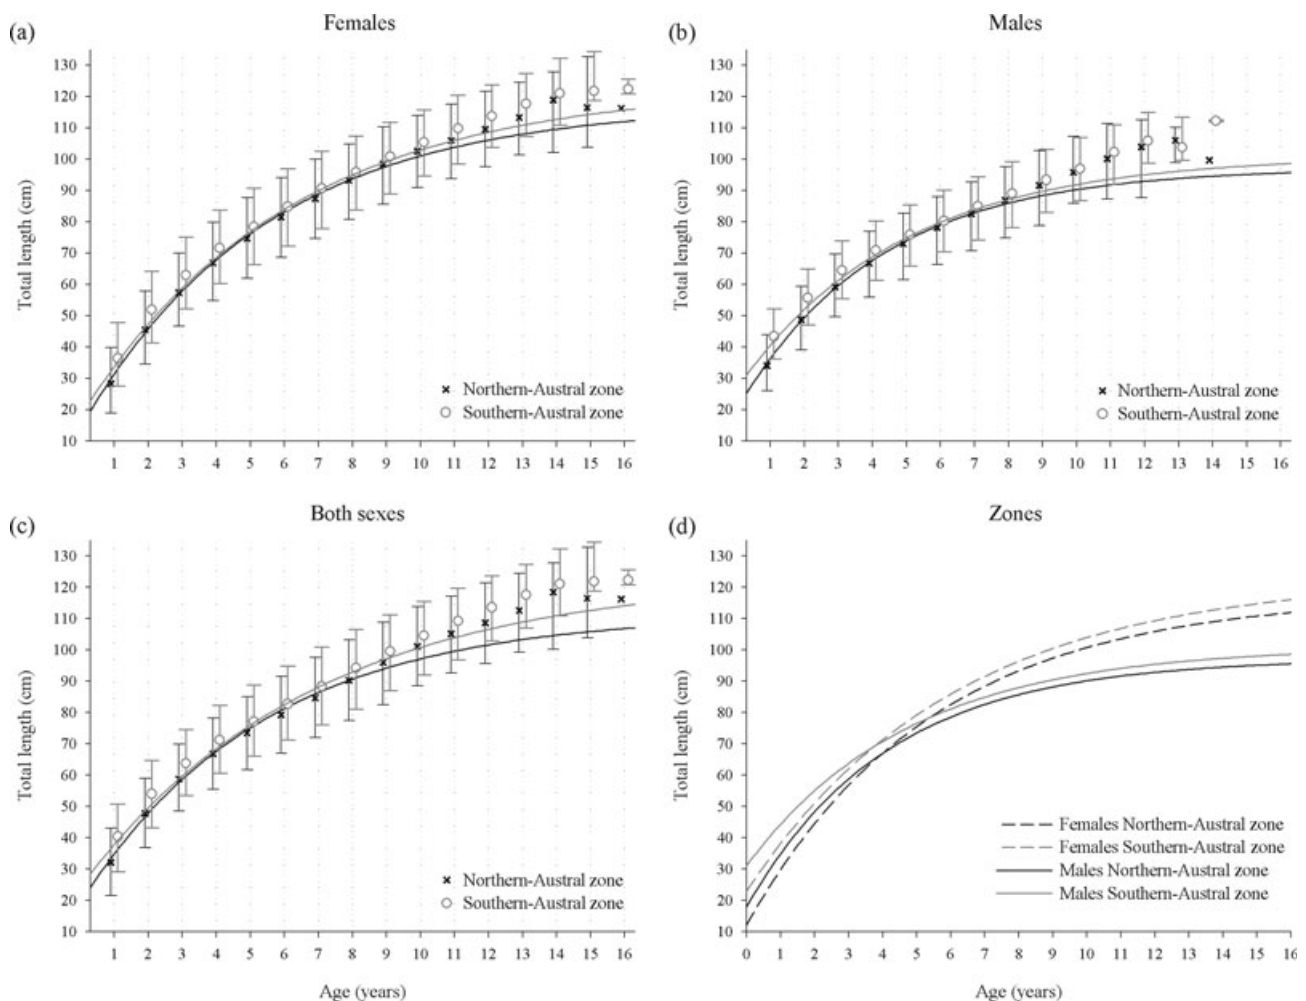 (a)
Females
130
120
110
100
90
80
70
60
50
40
30
20
10
Total length (cm)
Northern-Austral zone
Southern-Austral zone
1 2 3 4 5 6 7 8 9 10 11 12 13 14 15 16
(b)
Males
130
120
110
100
90
80
70
60
50
40
30
20
10
Total length (cm)
Northern-Austral zone
Southern-Austral zone
1 2 3 4 5 6 7 8 9 10 11 12 13 14 15 16
(c)
Both sexes
130
120
110
100
90
80
70
60
50
40
30
20
10
Total length (cm)
Northern-Austral zone
Southern-Austral zone
1 2 3 4 5 6 7 8 9 10 11 12 13 14 15 16
Age (years)
(d)
Zones
130
120
110
100
90
80
70
60
50
40
30
20
10
Total length (cm)
Females Northern-Austral zone
Females Southern-Austral zone
Males Northern-Austral zone
Males Southern-Austral zone
0 1 2 3 4 5 6 7 8 9 10 11 12 13 14 15 16
Age (years)